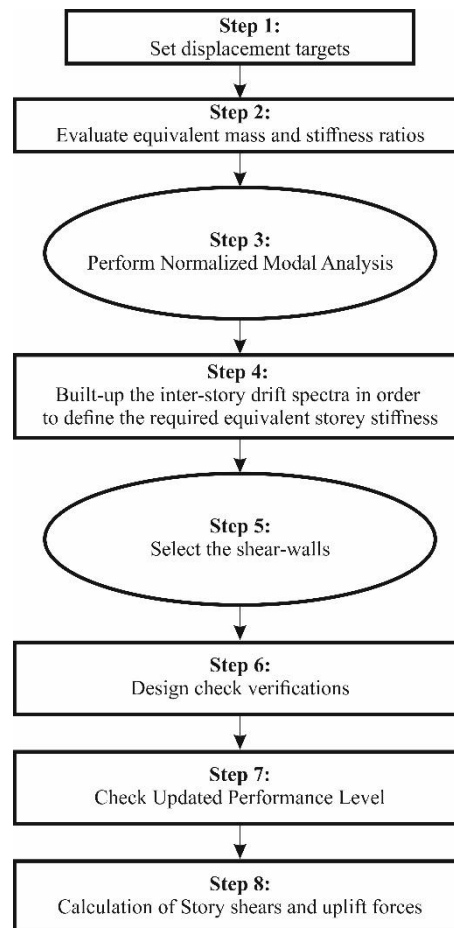 Step 1:
Set displacement targets
Step 2:
Evaluate equivalent mass and stiffness ratios
Step 3:
Perform Normalized Modal Analysis
Step 4:
Built-up the inter-story drift spectra in order
to define the required equivalent storey stiffness
Step 5:
Select the shear-walls
Step 6:
Design check verifications
Step 7:
Check Updated Performance Level
Step 8:
Calculation of Story shears and uplift forces